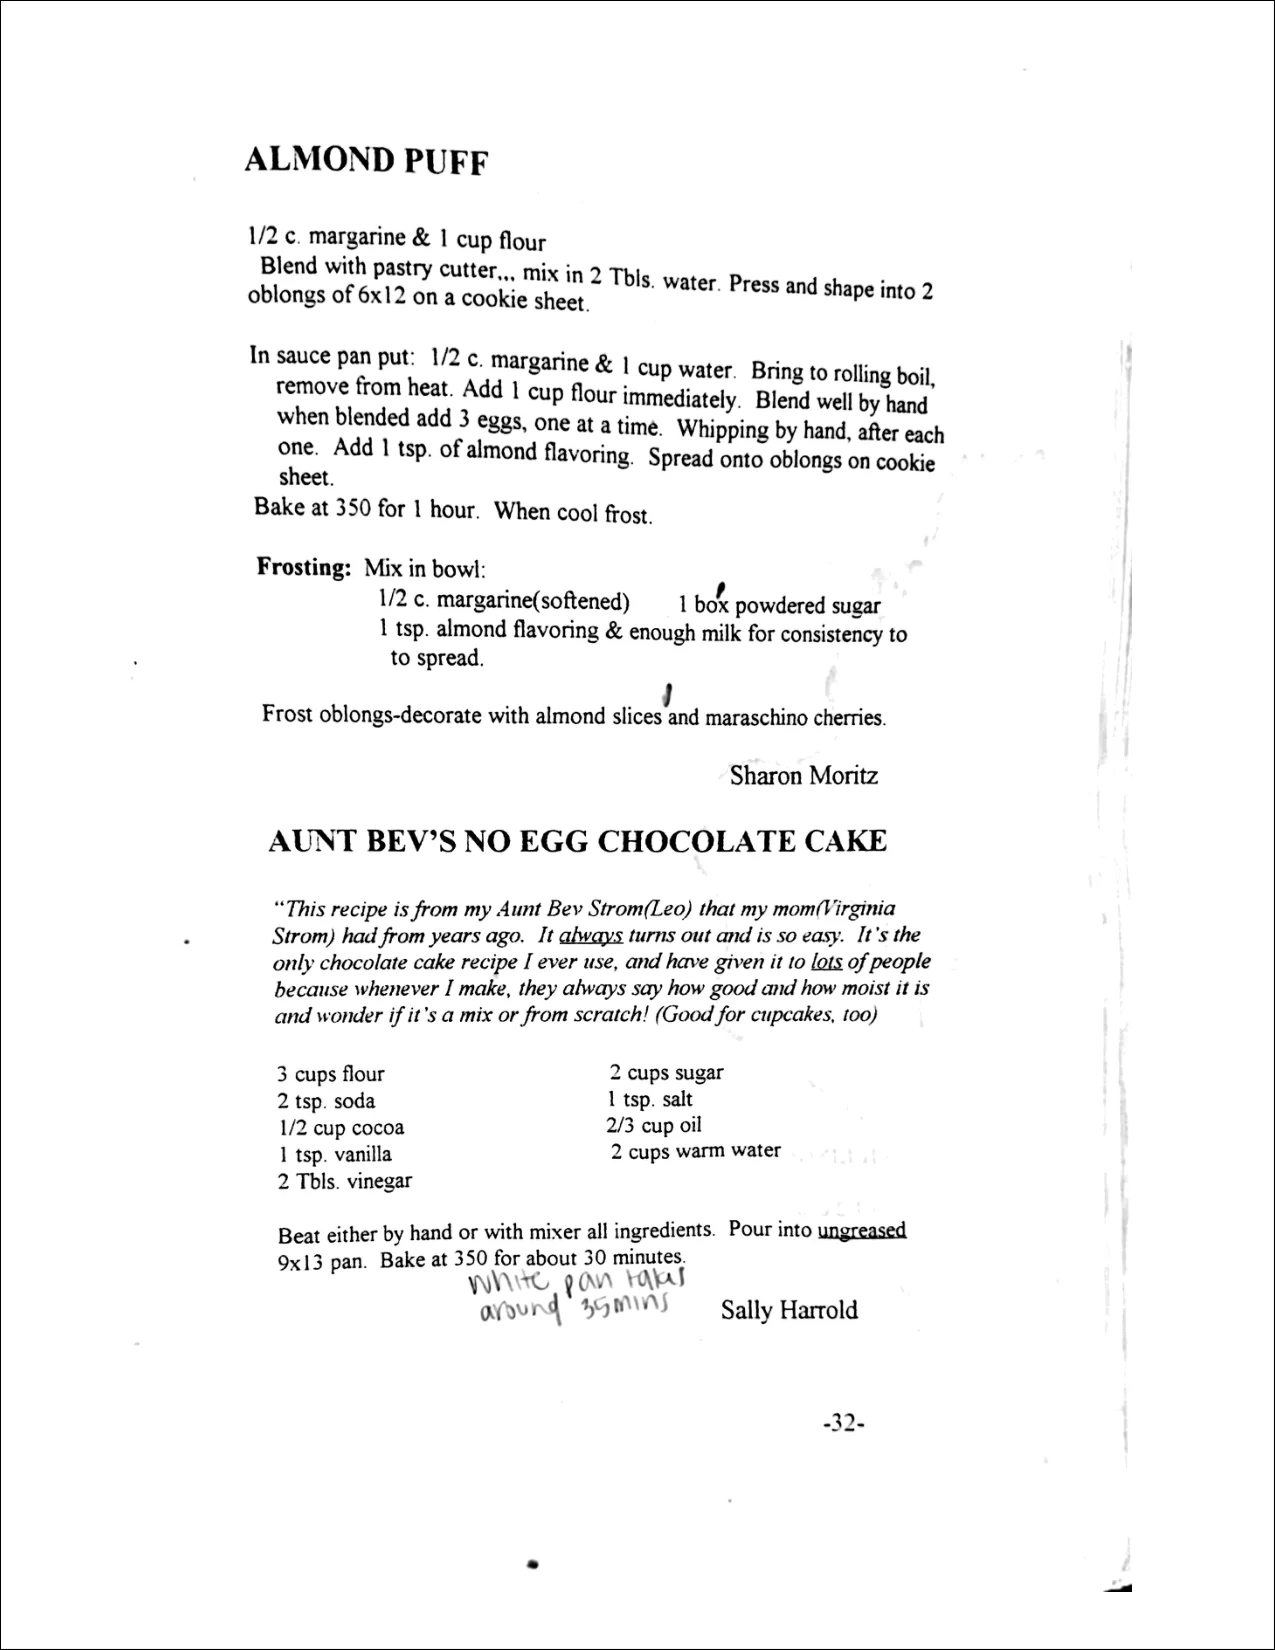 ALMOND PUFF
1/2 c. margarine & 1 cup flour
Blend with pastry cutter... mix in 2 Tbls. water. Press and shape into 2
oblongs of 6x12 on a cookie sheet.
In sauce pan put: 1/2 c. margarine & 1 cup water. Bring to rolling boil,
remove from heat. Add 1 cup flour immediately. Blend well by hand
when blended add 3 eggs, one at a time. Whipping by hand, after each
one. Add 1 tsp. of almond flavoring. Spread onto oblongs on cookie
sheet.
Bake at 350 for 1 hour. When cool frost.
Frosting: Mix in bowl:
1/2 c. margarine(softened) 1 box powdered sugar
1 tsp. almond flavoring & enough milk for consistency to
to spread.
Frost oblongs-decorate with almond slices and maraschino cherries.
Sharon Moritz
AUNT BEV'S NO EGG CHOCOLATE CAKE
"This recipe is from my Aunt Bev Strom(Leo) that my mom(Virginia
Strom) had from years ago. It always turns out and is so easy. It's the
only chocolate cake recipe I ever use, and have given it to lots of people
because whenever I make, they always say how good and how moist it is
and wonder if it's a mix or from scratch! (Good for cupcakes, too)
3 cups flour 2 cups sugar
2 tsp. soda 1 tsp. salt
1/2 cup cocoa 2/3 cup oil
1 tsp. vanilla 2 cups warm water
2 Tbls. vinegar
Beat either by hand or with mixer all ingredients. Pour into ungreased
9x13 pan. Bake at 350 for about 30 minutes.
White pan takes
around 35 mins
Sally Harrold
-32-